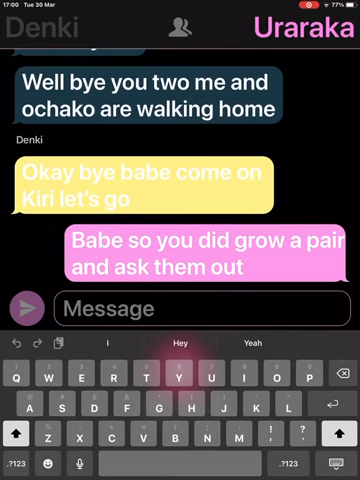 17:00 Tue 30 Mar 77%
Denki Uraraka
Well bye you two me and
ochako are walking home
Denki
Okay bye babe come on
Kiri let's go
Babe so you did grow a pair
and ask them out
Message
I Hey Yeah
Q W E R T Y U I O P
A S D F G H J K L
Z X C V B N M ! , ? .
.?123 .?123